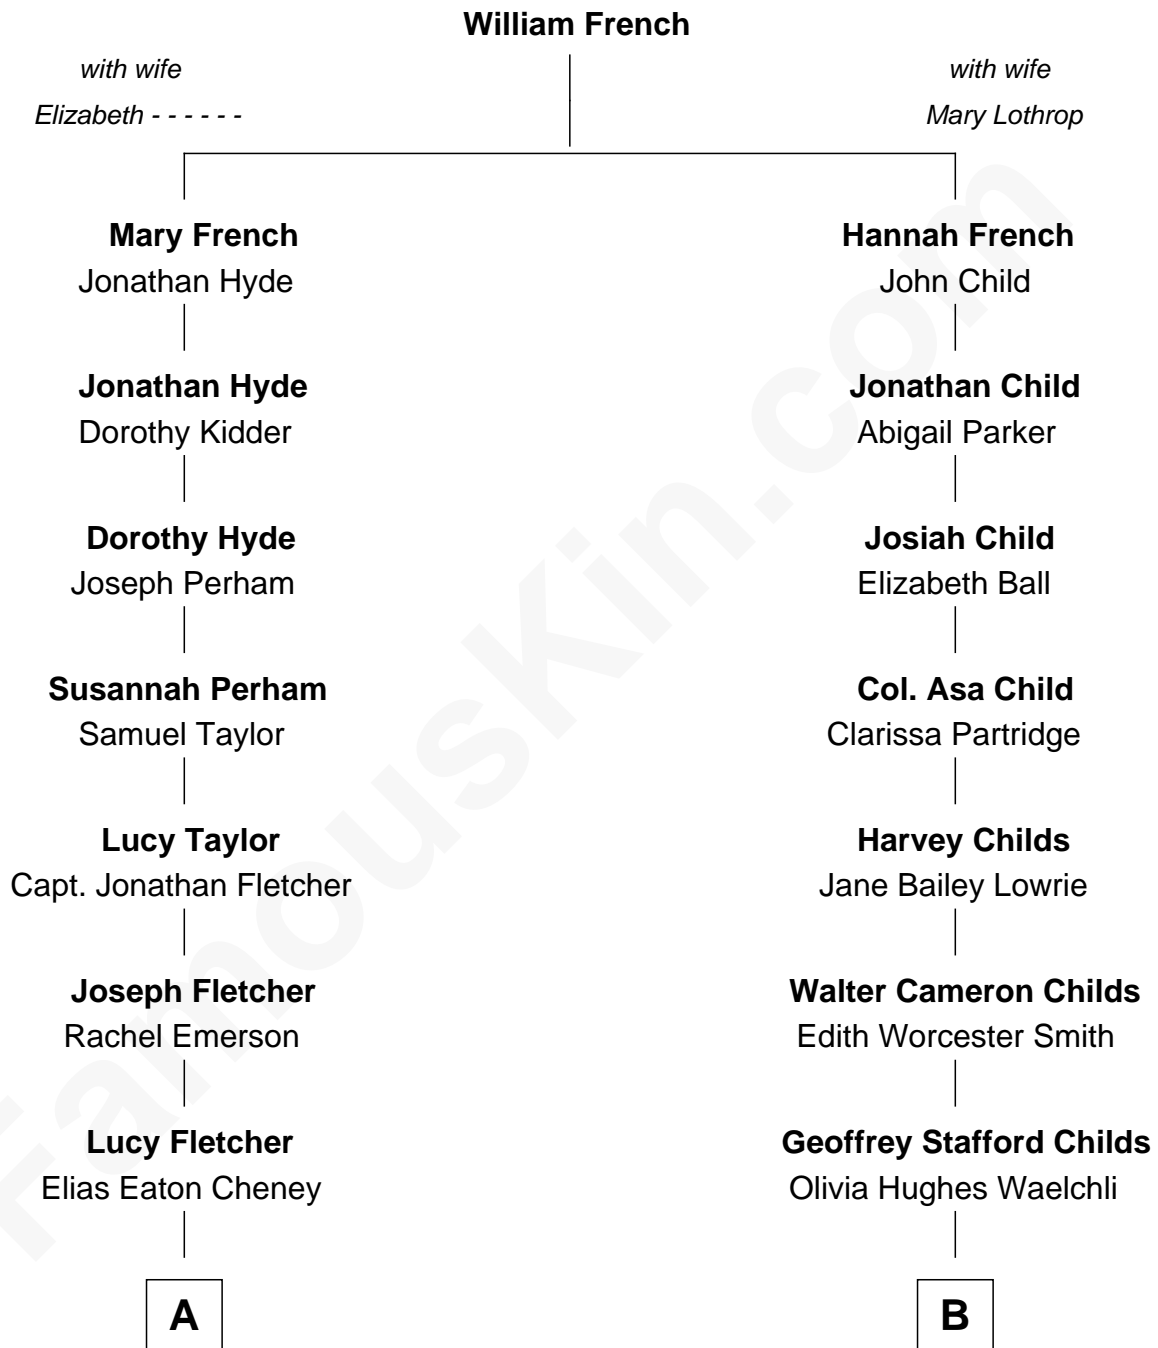 William French
with wife
Elizabeth - - - - - -
with wife
Mary Lothrop
Mary French
Jonathan Hyde
Hannah French
John Child
Jonathan Hyde
Dorothy Kidder
Jonathan Child
Abigail Parker
Dorothy Hyde
Joseph Perham
Josiah Child
Elizabeth Ball
Susannah Perham
Samuel Taylor
Col. Asa Child
Clarissa Partridge
Lucy Taylor
Capt. Jonathan Fletcher
Harvey Childs
Jane Bailey Lowrie
Joseph Fletcher
Rachel Emerson
Walter Cameron Childs
Edith Worcester Smith
Lucy Fletcher
Elias Eaton Cheney
Geoffrey Stafford Childs
Olivia Hughes Waelchli
A
B
FamousKin.com